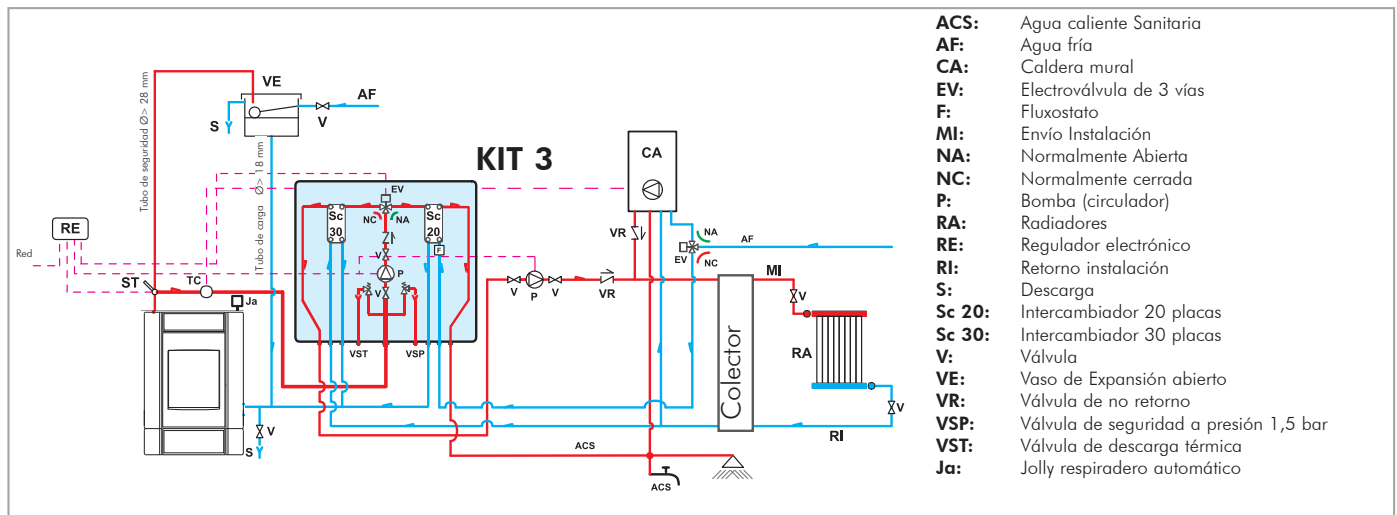 VE
AF
S
V
Tubo de seguridad Ø> 28 mm
Tubo de carga Ø> 18 mm
KIT 3
CA
EV
Sc
30
NC
NA
Sc
20
F
V
P
V
VST
VSP
RE
Red
ST
TC
Ja
V
S
VR
NA
EV
NC
AF
V
P
V
VR
MI
V
Colector
RA
V
RI
ACS
ACS
ACS: Agua caliente Sanitaria
AF: Agua fría
CA: Caldera mural
EV: Electroválvula de 3 vías
F: Fluxostato
MI: Envío Instalación
NA: Normalmente Abierta
NC: Normalmente cerrada
P: Bomba (circulador)
RA: Radiadores
RE: Regulador electrónico
RI: Retorno instalación
S: Descarga
Sc 20: Intercambiador 20 placas
Sc 30: Intercambiador 30 placas
V: Válvula
VE: Vaso de Expansión abierto
VR: Válvula de no retorno
VSP: Válvula de seguridad a presión 1,5 bar
VST: Válvula de descarga térmica
Ja: Jolly respiradero automático